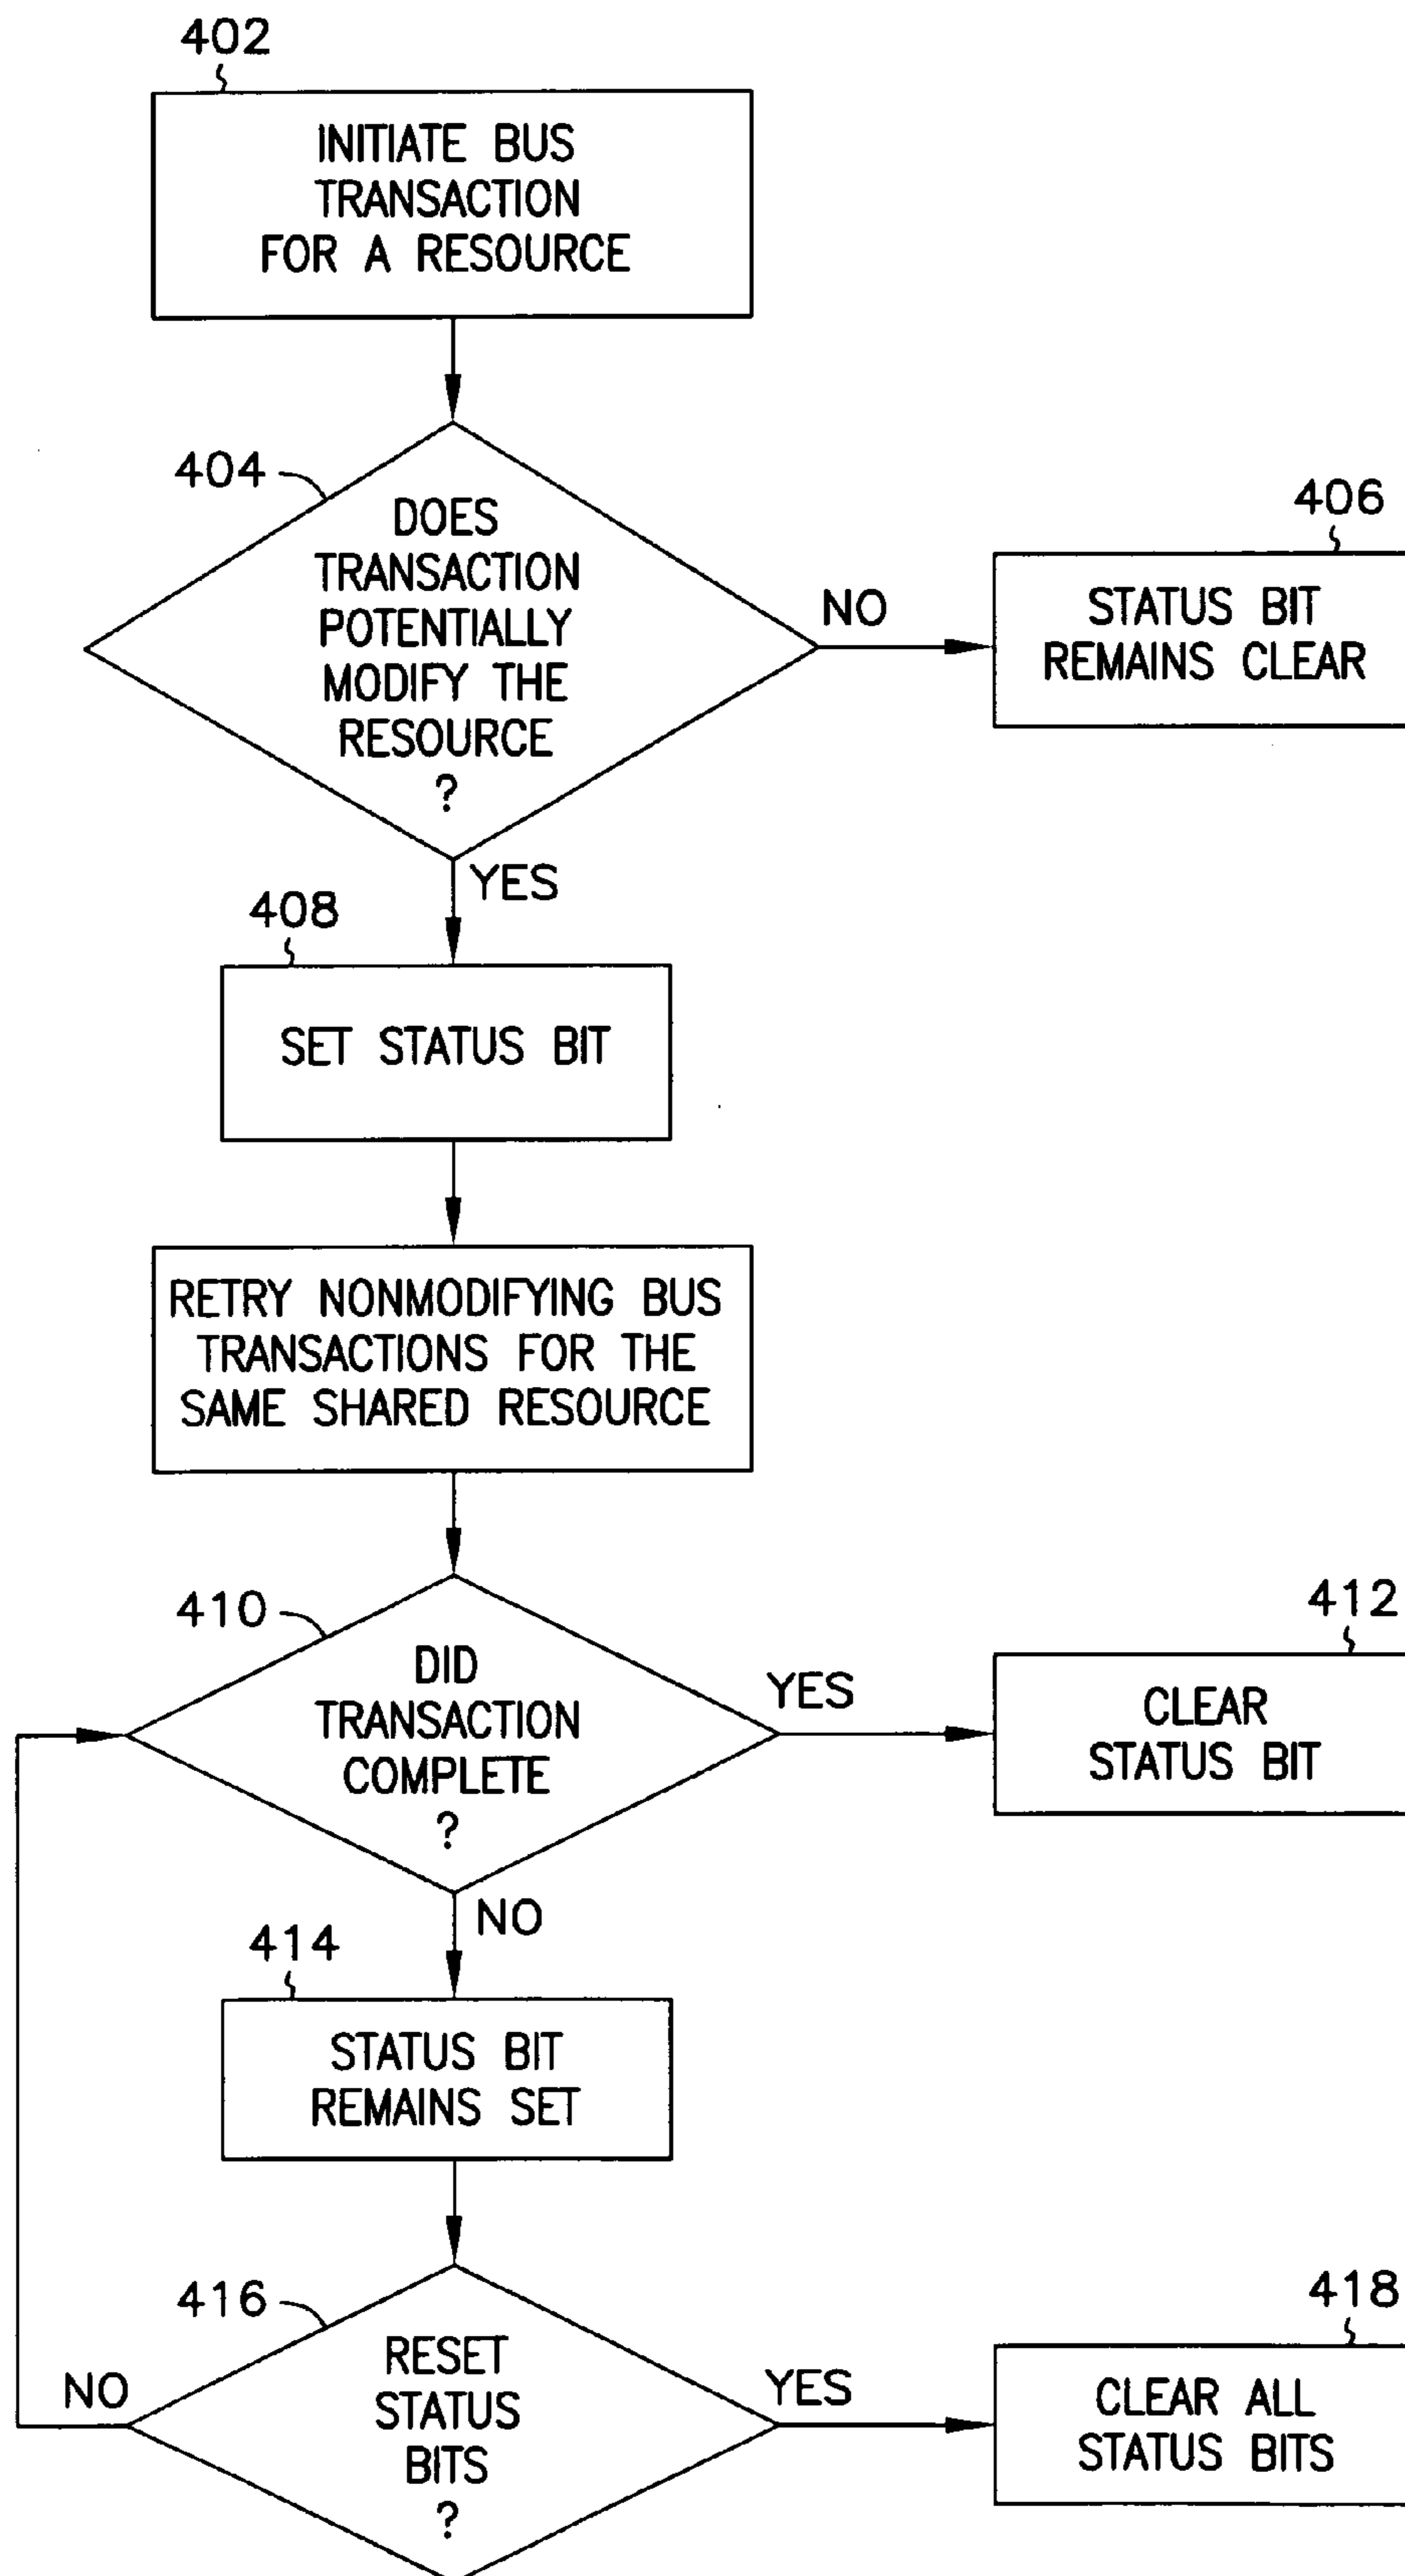 402
INITIATE BUS
TRANSACTION
FOR A RESOURCE
404
DOES
TRANSACTION
POTENTIALLY
MODIFY THE
RESOURCE
?
NO
406
STATUS BIT
REMAINS CLEAR
YES
408
SET STATUS BIT
RETRY NONMODIFYING BUS
TRANSACTIONS FOR THE
SAME SHARED RESOURCE
410
DID
TRANSACTION
COMPLETE
?
YES
412
CLEAR
STATUS BIT
NO
414
STATUS BIT
REMAINS SET
416
RESET
STATUS
BITS
?
NO
YES
418
CLEAR ALL
STATUS BITS